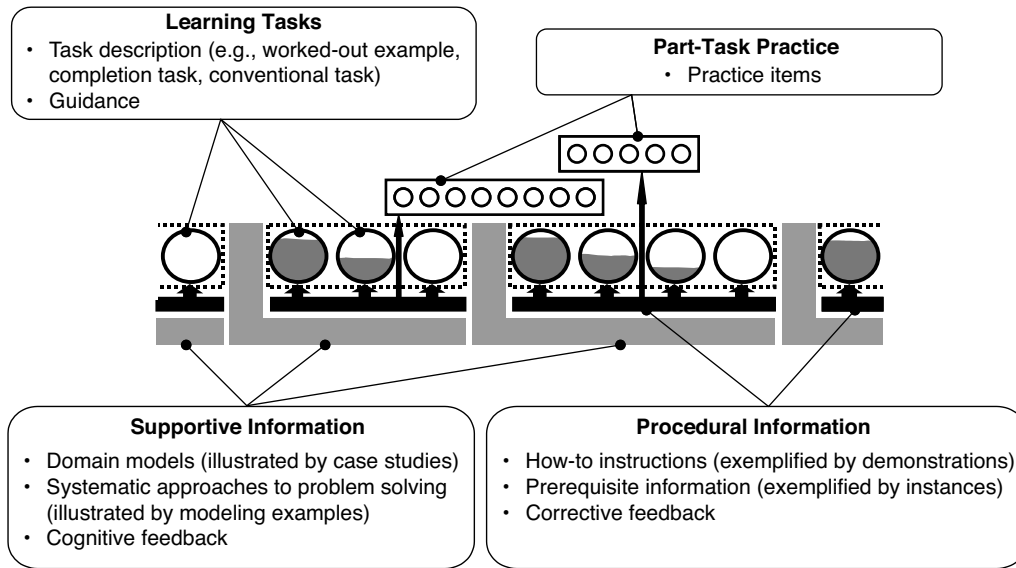 Learning Tasks
• Task description (e.g., worked-out example,
completion task, conventional task)
• Guidance
Part-Task Practice
• Practice items
Supportive Information
• Domain models (illustrated by case studies)
• Systematic approaches to problem solving
(illustrated by modeling examples)
• Cognitive feedback
Procedural Information
• How-to instructions (exemplified by demonstrations)
• Prerequisite information (exemplified by instances)
• Corrective feedback